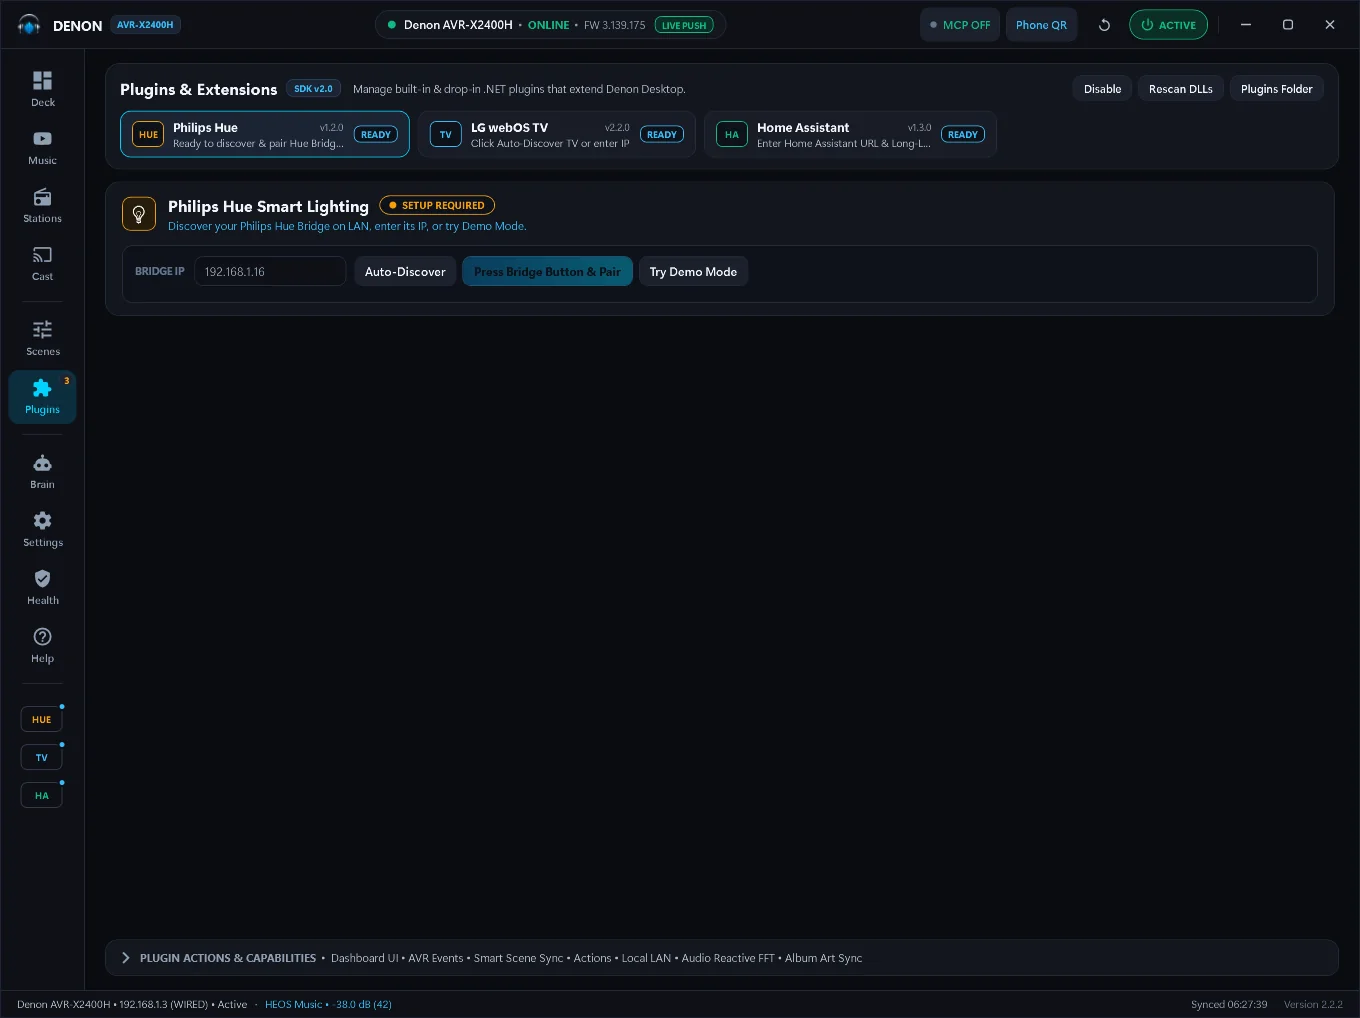 DENON AVR-X2400H
Denon AVR-X2400H • ONLINE • FW 3.139.175 LIVE PUSH
MCP OFF
Phone QR
ACTIVE
Deck
Music
Stations
Cast
Scenes
3
Plugins
Brain
Settings
Health
Help
HUE
TV
HA
Plugins & Extensions SDK v2.0 Manage built-in & drop-in .NET plugins that extend Denon Desktop.
Disable
Rescan DLLs
Plugins Folder
HUE
Philips Hue v1.2.0
Ready to discover & pair Hue Bridg...
READY
TV
LG webOS TV v2.2.0
Click Auto-Discover TV or enter IP
READY
HA
Home Assistant v1.3.0
Enter Home Assistant URL & Long-L...
READY
Philips Hue Smart Lighting SETUP REQUIRED
Discover your Philips Hue Bridge on LAN, enter its IP, or try Demo Mode.
BRIDGE IP 192.168.1.16 Auto-Discover Press Bridge Button & Pair Try Demo Mode
PLUGIN ACTIONS & CAPABILITIES • Dashboard UI • AVR Events • Smart Scene Sync • Actions • Local LAN • Audio Reactive FFT • Album Art Sync
Denon AVR-X2400H • 192.168.1.3 (WIRED) • Active · HEOS Music • -38.0 dB (42)
Synced 06:27:39 Version 2.2.2